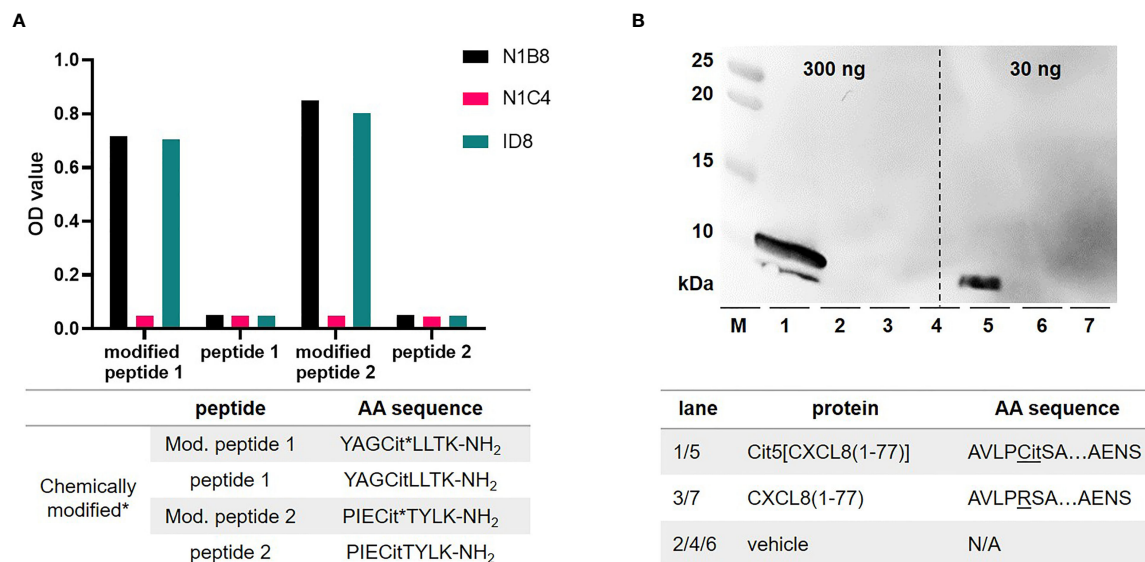 A
1.0
0.8
0.6
0.4
0.2
0.0
OD value
N1B8
N1C4
ID8
modified
peptide 1
peptide 1
modified
peptide 2
peptide 2
peptide AA sequence
Chemically
modified*
Mod. peptide 1 YAGCit*LLTK-NH2
peptide 1 YAGCitLLTK-NH2
Mod. peptide 2 PIECit*TYLK-NH2
peptide 2 PIECitTYLK-NH2
B
25
20
15
10
kDa
300 ng 30 ng
M 1 2 3 4 5 6 7
lane protein AA sequence
1/5 Cit5[CXCL8(1-77)] AVLPCitSA...AENS
3/7 CXCL8(1-77) AVLPRSA...AENS
2/4/6 vehicle N/A